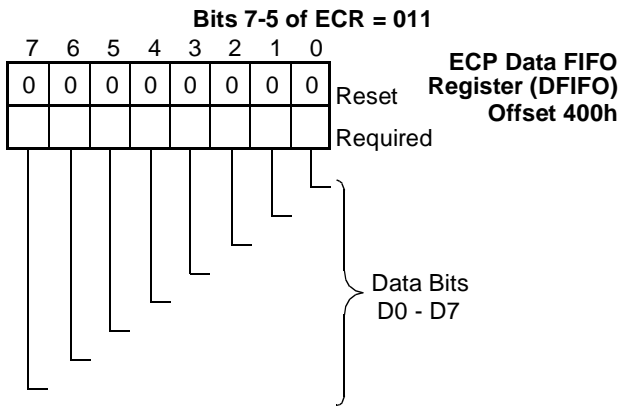 Bits 7-5 of ECR = 011
7 6 5 4 3 2 1 0
ECP Data FIFO
Register (DFIFO)
Offset 400h
0 0 0 0 0 0 0 0
Reset
Required
Data Bits
D0 - D7